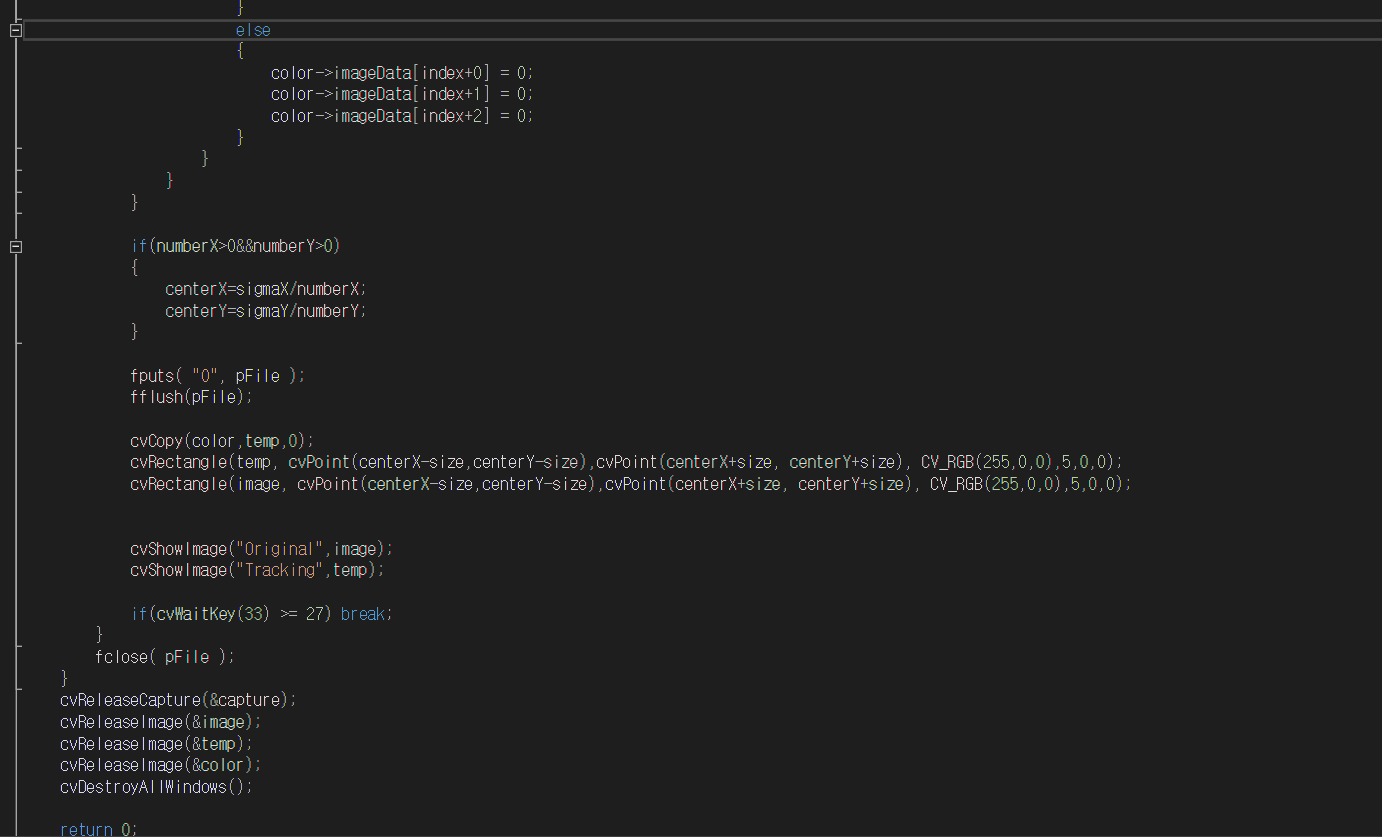 }
else
{
color->imageData[index+0] = 0;
color->imageData[index+1] = 0;
color->imageData[index+2] = 0;
}
}
}
}
if(numberX>0&&numberY>0)
{
centerX=sigmaX/numberX;
centerY=sigmaY/numberY;
}
fputs( "0", pFile );
fflush(pFile);
cvCopy(color,temp,0);
cvRectangle(temp, cvPoint(centerX-size,centerY-size),cvPoint(centerX+size, centerY+size), CV_RGB(255,0,0),5,0,0);
cvRectangle(image, cvPoint(centerX-size,centerY-size),cvPoint(centerX+size, centerY+size), CV_RGB(255,0,0),5,0,0);
cvShowImage("Original",image);
cvShowImage("Tracking",temp);
if(cvWaitKey(33) >= 27) break;
}
fclose( pFile );
}
cvReleaseCapture(&capture);
cvReleaseImage(&image);
cvReleaseImage(&temp);
cvReleaseImage(&color);
cvDestroyAllWindows();
return 0;